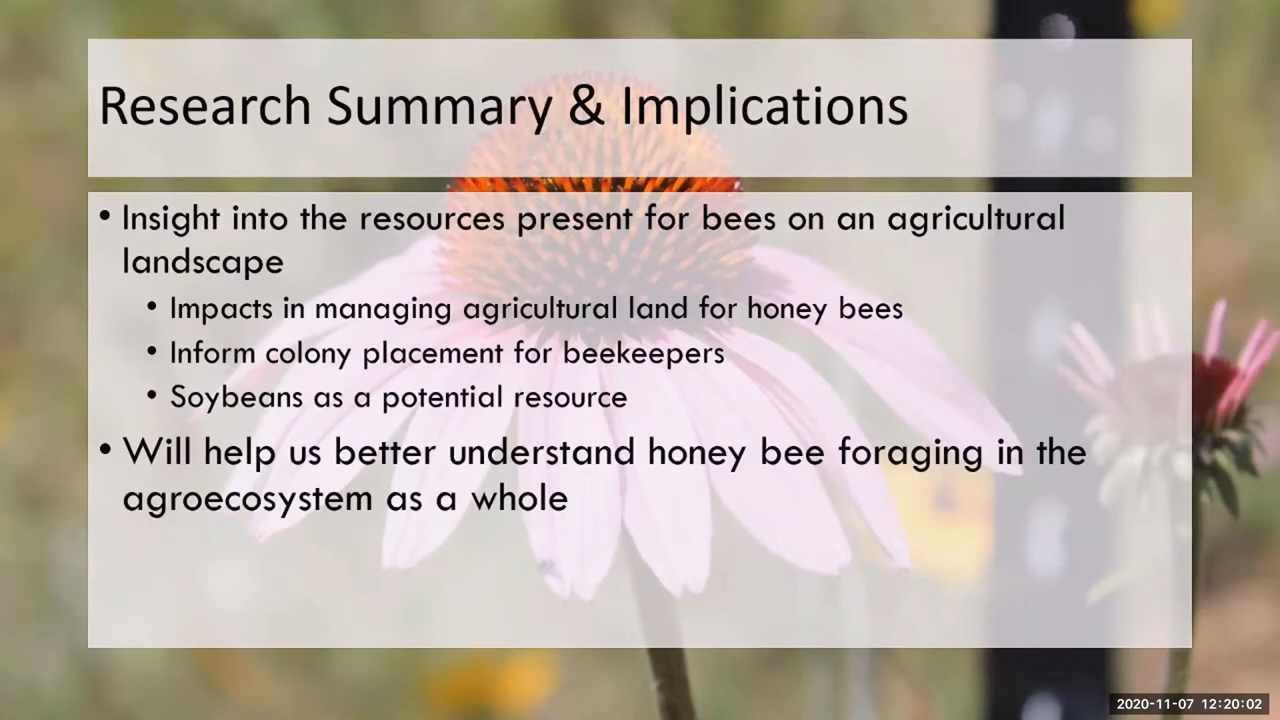 Research Summary & Implications
• Insight into the resources present for bees on an agricultural
landscape
• Impacts in managing agricultural land for honey bees
• Inform colony placement for beekeepers
• Soybeans as a potential resource
• Will help us better understand honey bee foraging in the
agroecosystem as a whole
2020-11-07 12:20:02